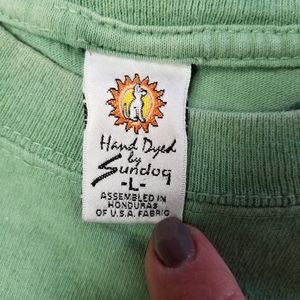 Hand Dyed
by
Sundog
-L-
ASSEMBLED IN
HONDURAS
OF U.S.A. FABRIC